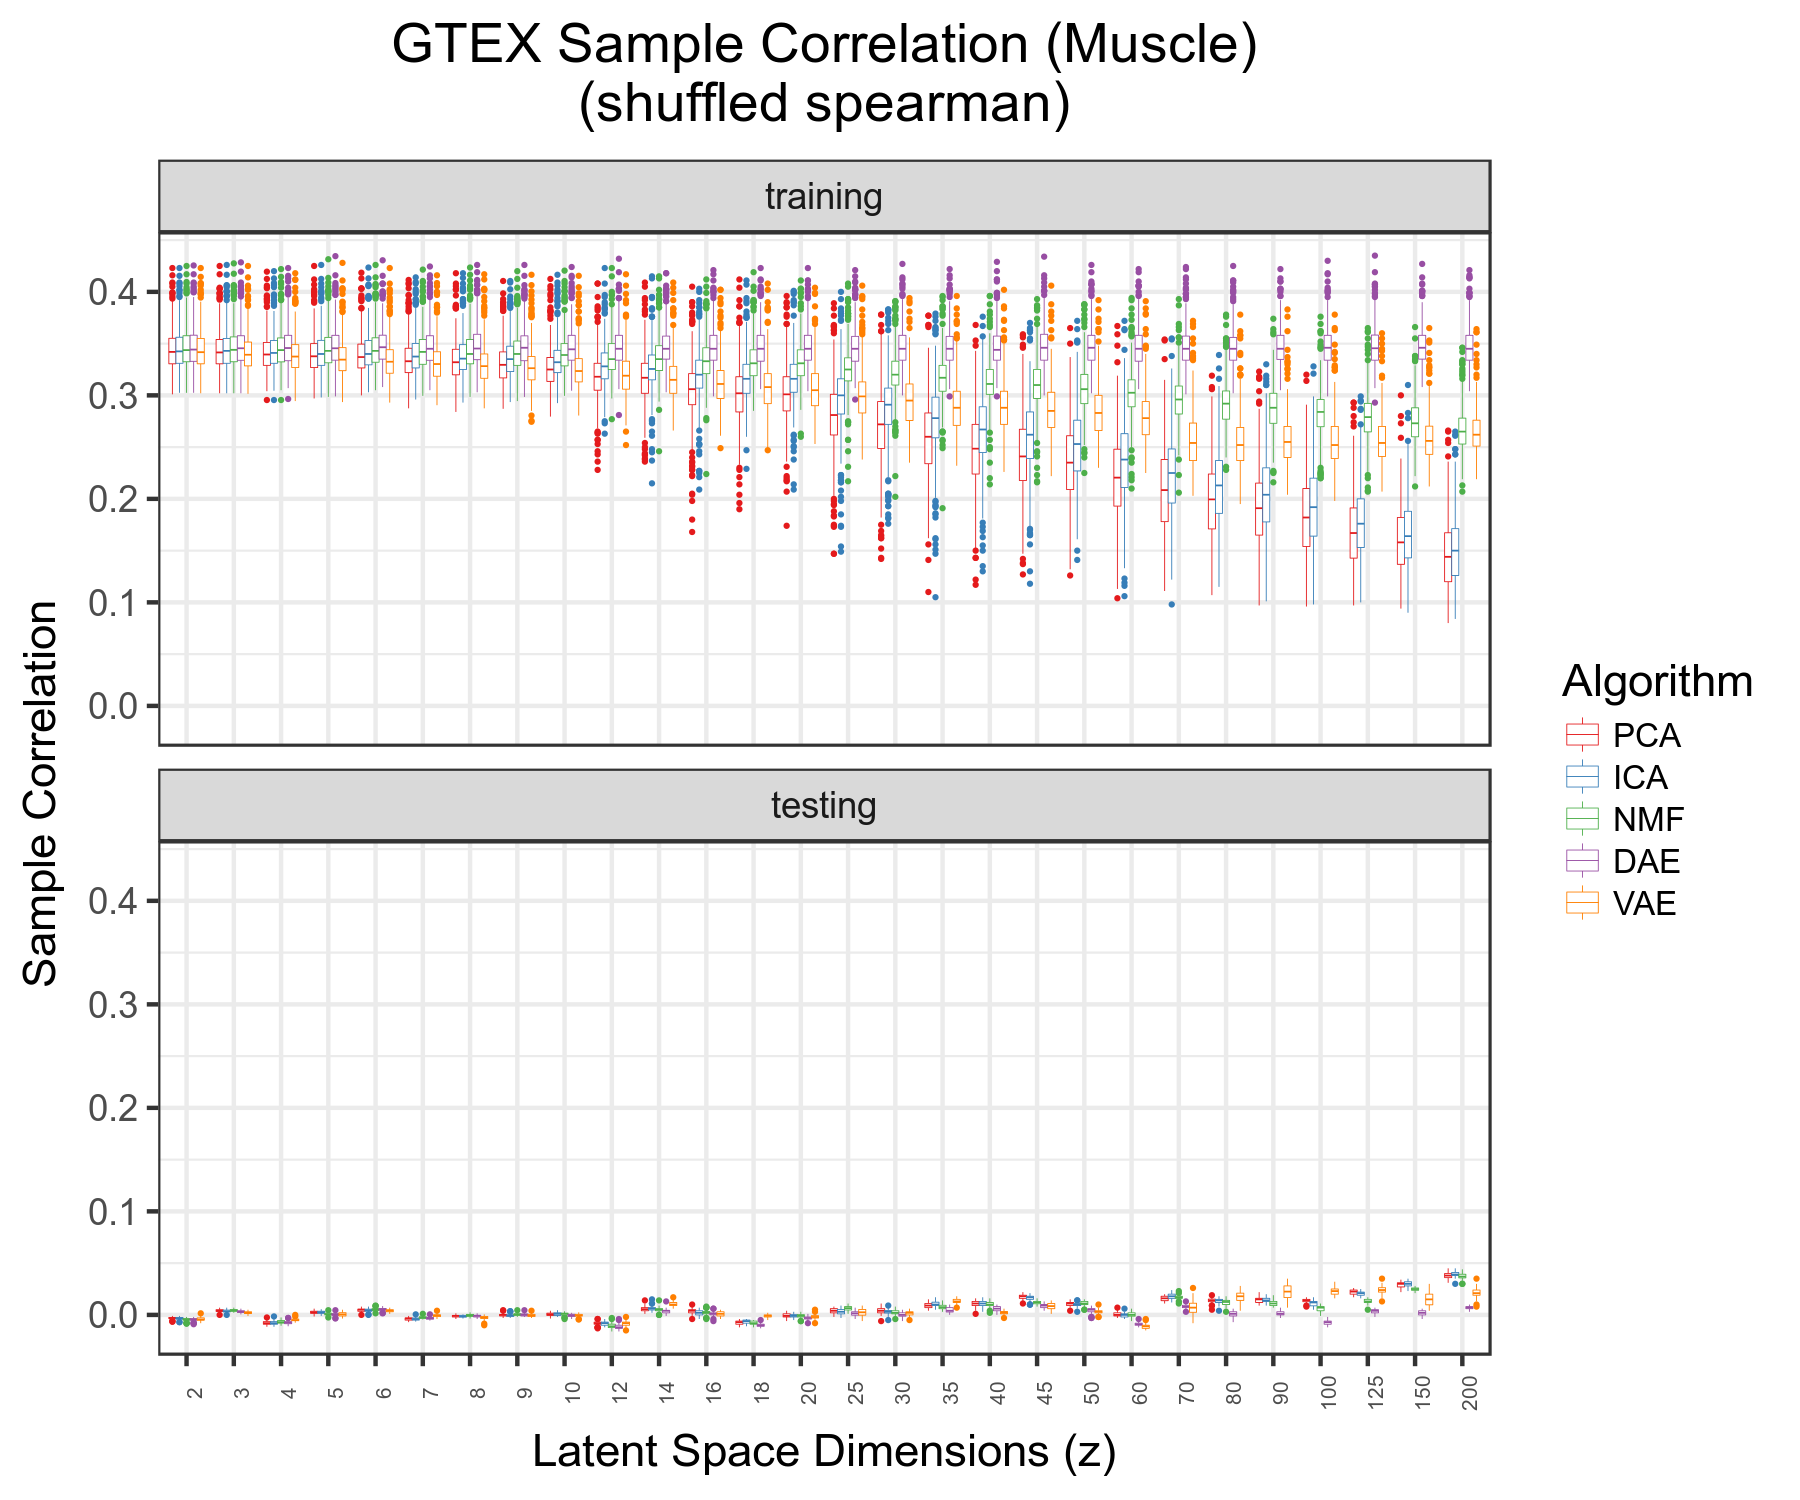 GTEX Sample Correlation (Muscle)
(shuffled spearman)
training
0.4
0.3
0.2
0.1
0.0
testing
0.4
0.3
0.2
0.1
0.0
Sample Correlation
2 3 4 5 6 7 8 9 10 12 14 16 18 20 25 30 35 40 45 50 60 70 80 90 100 125 150 200
Latent Space Dimensions (z)
Algorithm
PCA
ICA
NMF
DAE
VAE